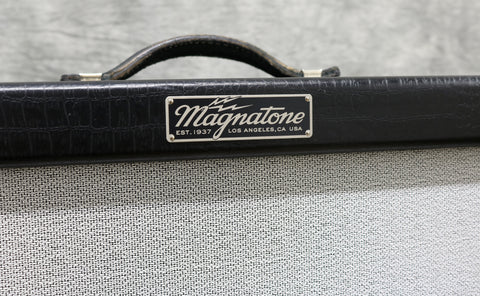 Magnatone
EST. 1937 LOS ANGELES, CA USA